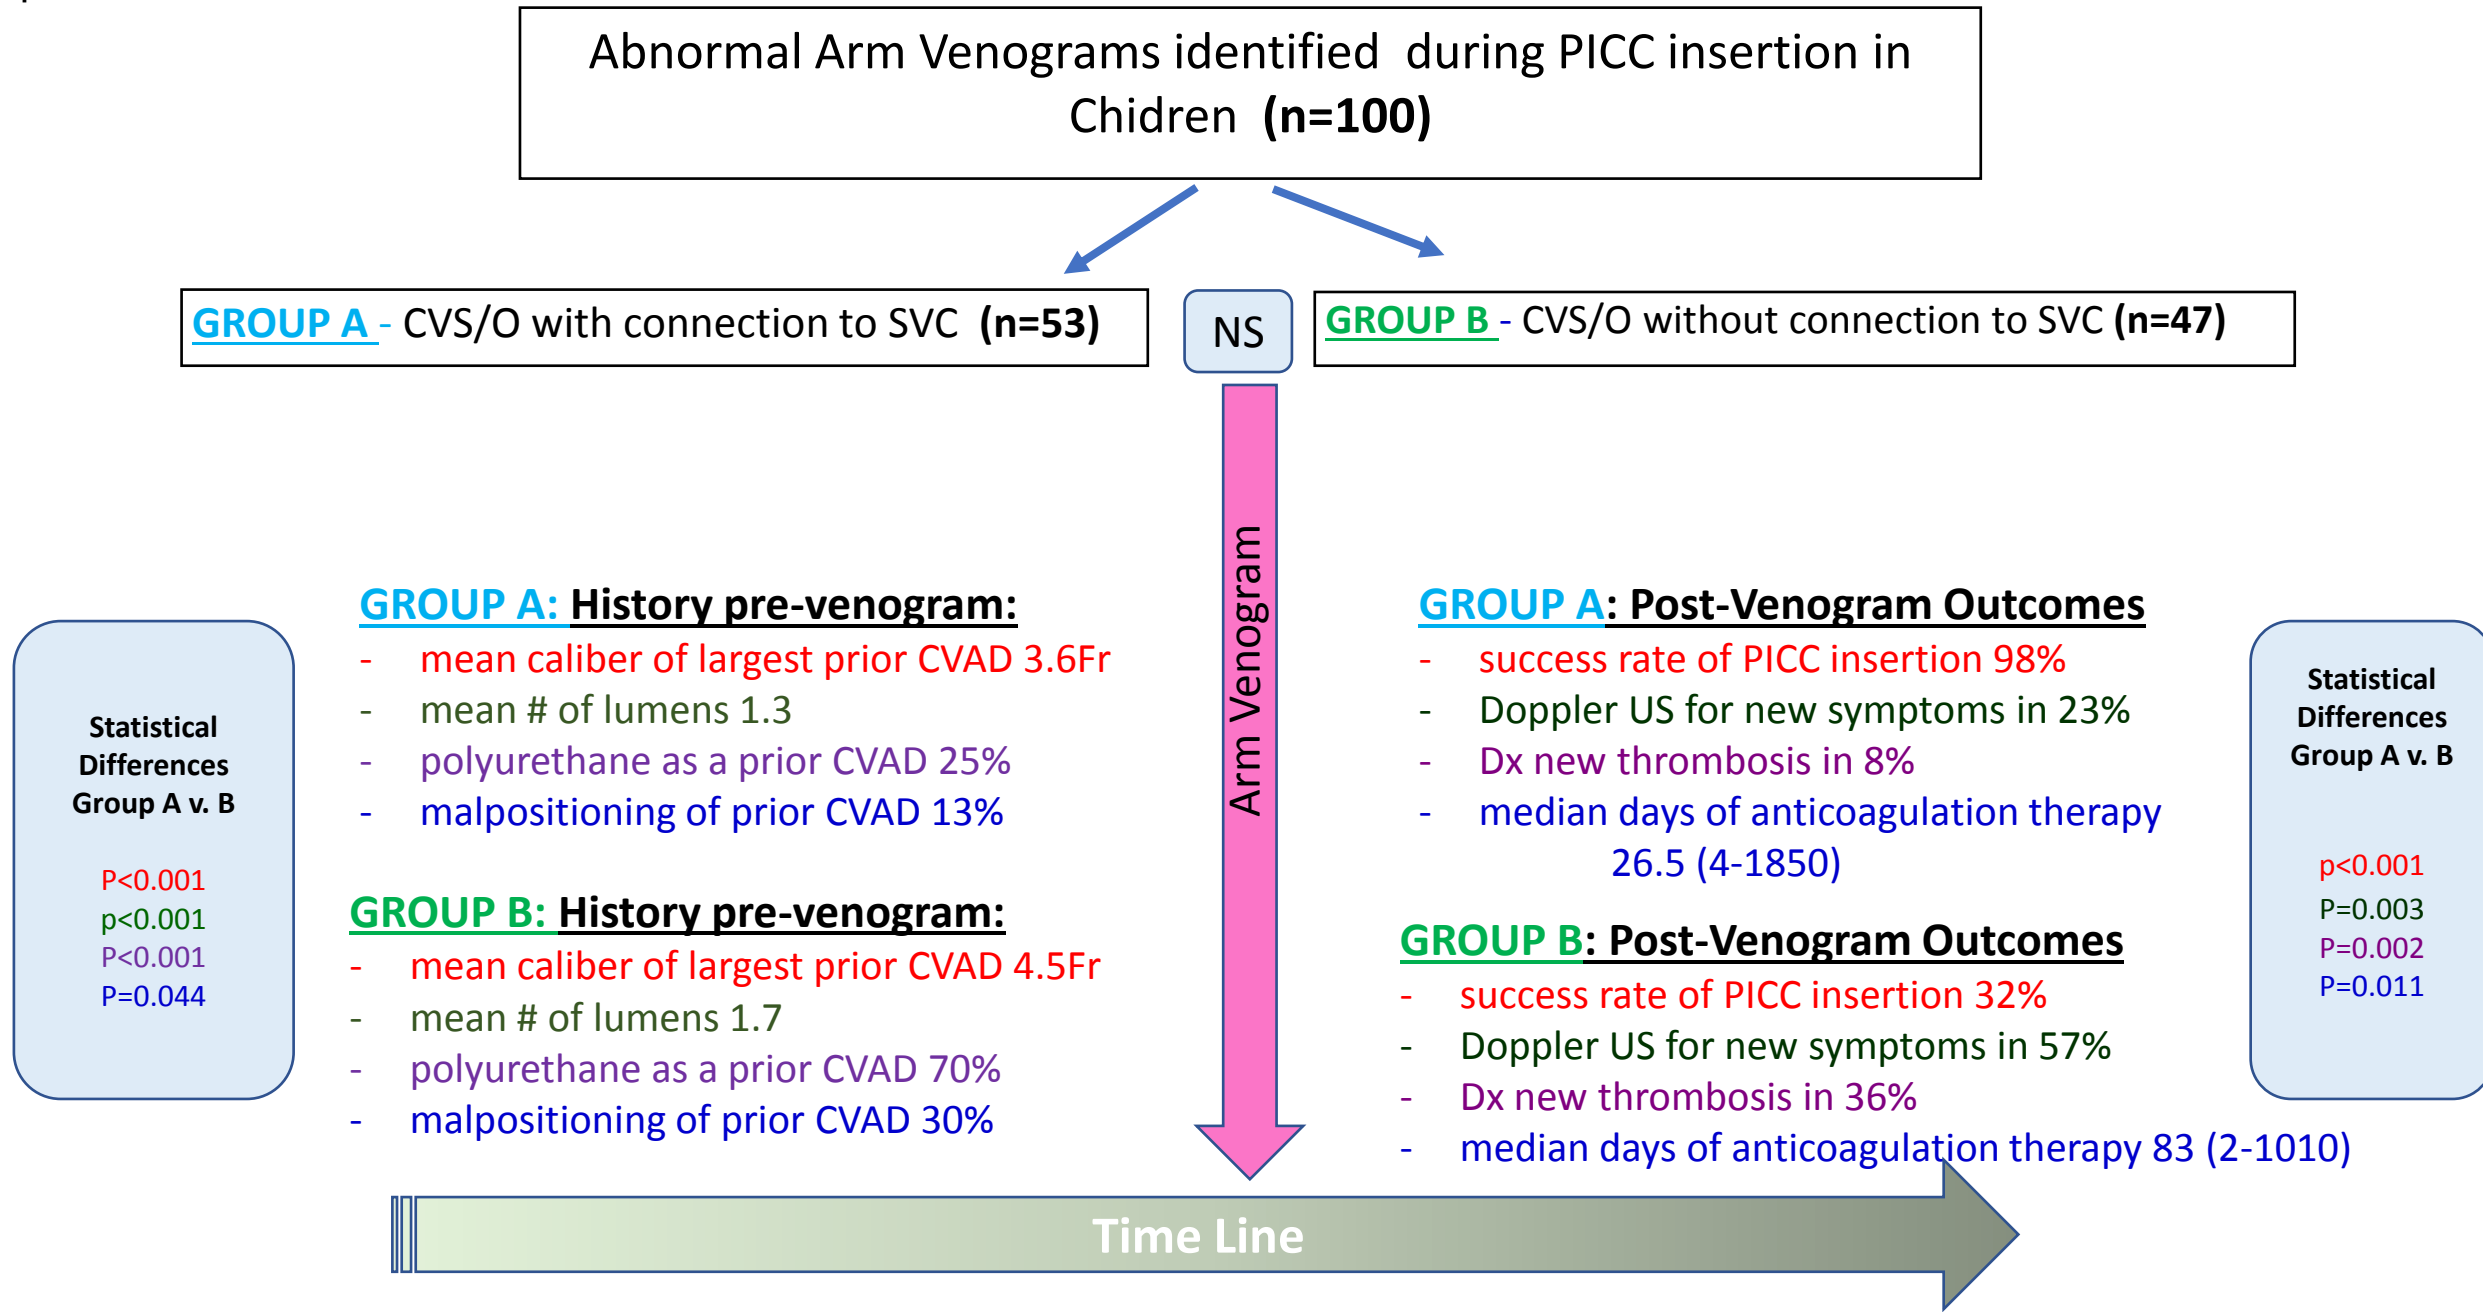 Abnormal Arm Venograms identified during PICC insertion in
Chidren (n=100)
GROUP A - CVS/O with connection to SVC (n=53)
NS
GROUP B - CVS/O without connection to SVC (n=47)
Arm Venogram
Statistical
Differences
Group A v. B
P<0.001
p<0.001
P<0.001
P=0.044
GROUP A: History pre-venogram:
- mean caliber of largest prior CVAD 3.6Fr
- mean # of lumens 1.3
- polyurethane as a prior CVAD 25%
- malpositioning of prior CVAD 13%
GROUP B: History pre-venogram:
- mean caliber of largest prior CVAD 4.5Fr
- mean # of lumens 1.7
- polyurethane as a prior CVAD 70%
- malpositioning of prior CVAD 30%
GROUP A: Post-Venogram Outcomes
- success rate of PICC insertion 98%
- Doppler US for new symptoms in 23%
- Dx new thrombosis in 8%
- median days of anticoagulation therapy
26.5 (4-1850)
GROUP B: Post-Venogram Outcomes
- success rate of PICC insertion 32%
- Doppler US for new symptoms in 57%
- Dx new thrombosis in 36%
- median days of anticoagulation therapy 83 (2-1010)
Statistical
Differences
Group A v. B
p<0.001
P=0.003
P=0.002
P=0.011
Time Line